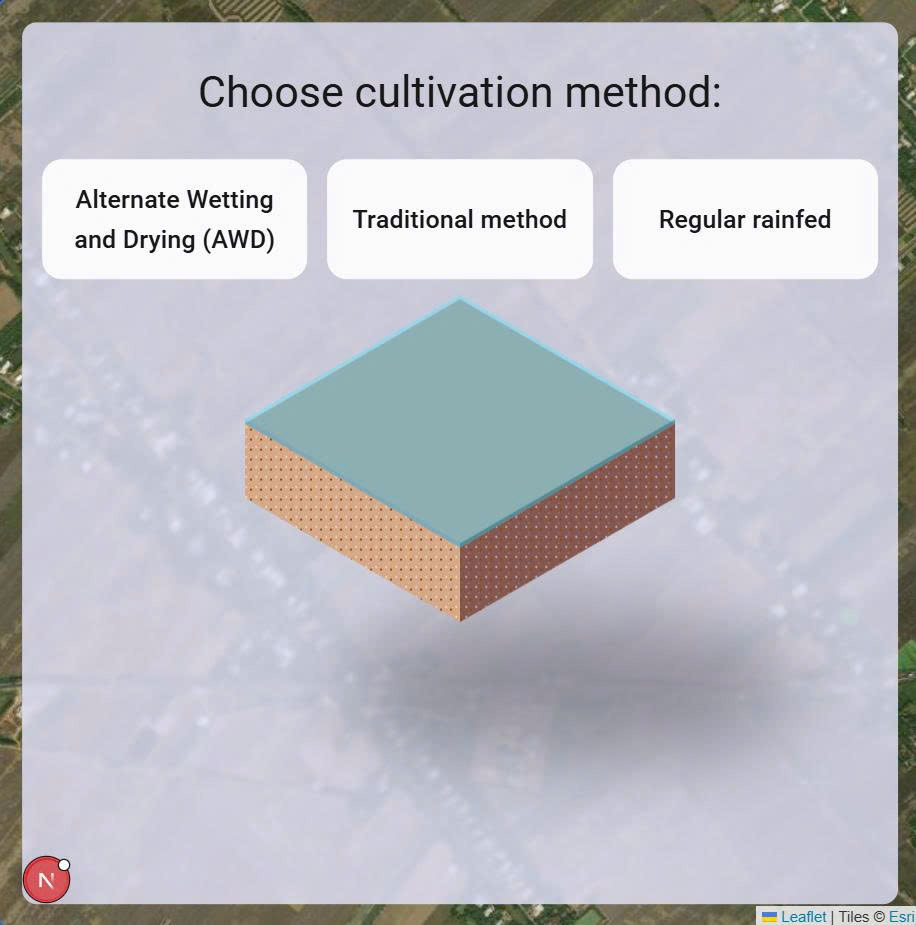 Choose cultivation method:
Alternate Wetting
and Drying (AWD)
Traditional method
Regular rainfed
N
Leaflet | Tiles © Esri